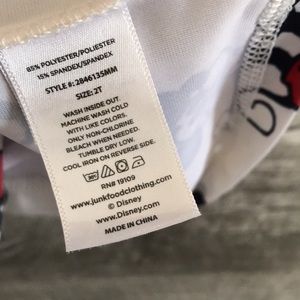 85% POLYESTER/POLIESTER
15% SPANDEX/SPANDEX
STYLE #: 2846135MM
SIZE: 2T
WASH INSIDE OUT.
MACHINE WASH COLD
WITH LIKE COLORS.
ONLY NON-CHLORINE
BLEACH WHEN NEEDED.
TUMBLE DRY LOW.
COOL IRON ON REVERSE SIDE.
RN# 19109
www.junkfoodclothing.com
© Disney
www.Disney.com
MADE IN CHINA